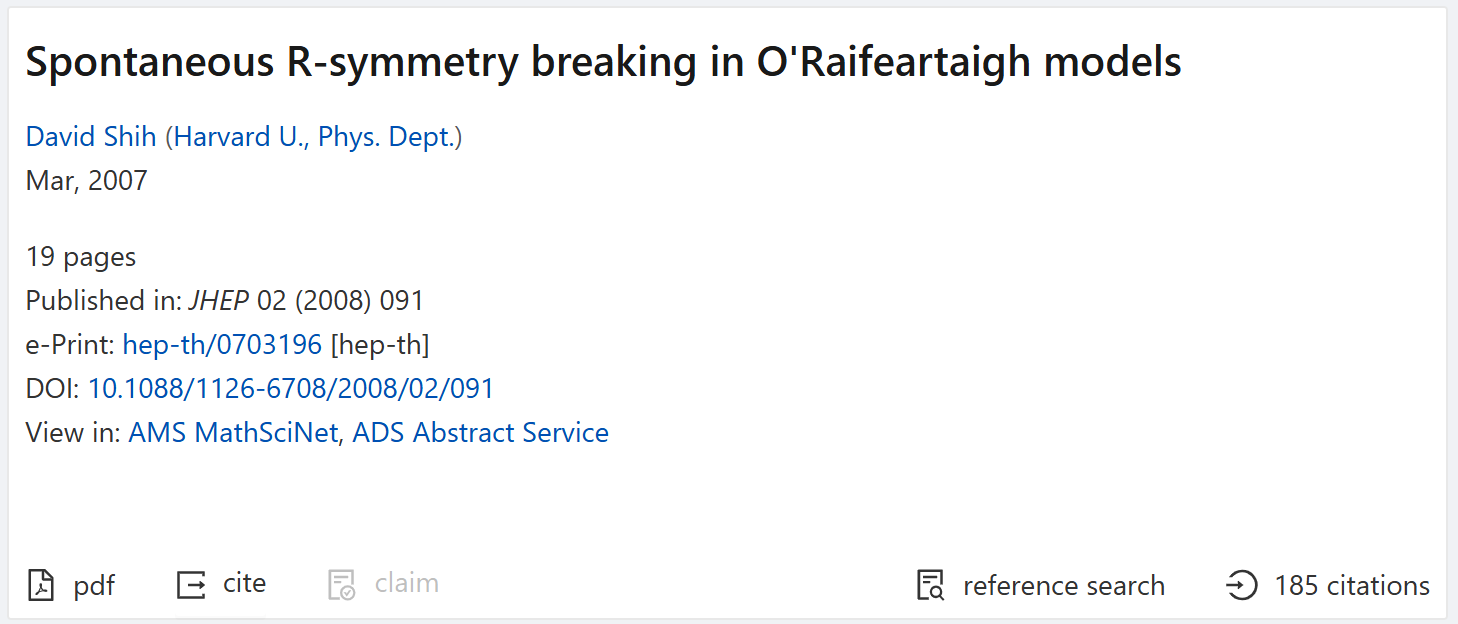 Spontaneous R-symmetry breaking in O'Raifeartaigh models
David Shih (Harvard U., Phys. Dept.)
Mar, 2007
19 pages
Published in: JHEP 02 (2008) 091
e-Print: hep-th/0703196 [hep-th]
DOI: 10.1088/1126-6708/2008/02/091
View in: AMS MathSciNet, ADS Abstract Service
pdf cite claim reference search 185 citations